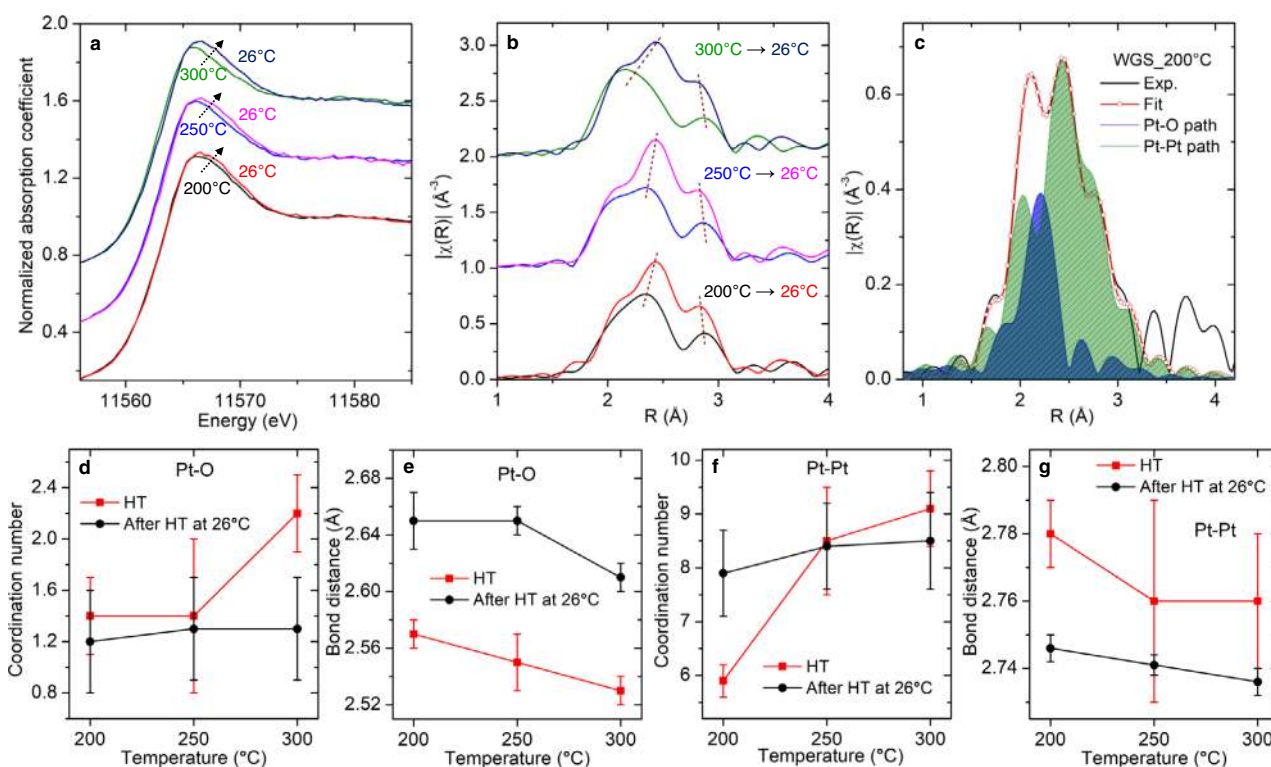 a
2.0
1.6
1.2
0.8
0.4
Normalized absorption coefficient
26°C
300°C
26°C
250°C
26°C
200°C
11560 11570 11580
Energy (eV)
b
3.0
2.5
2.0
1.5
1.0
0.5
0.0
|χ(R)| (Å⁻³)
300°C → 26°C
250°C → 26°C
200°C → 26°C
1 2 3 4
R (Å)
c
0.6
0.4
0.2
0.0
|χ(R)| (Å⁻³)
WGS_200°C
Exp.
Fit
Pt-O path
Pt-Pt path
1 2 3 4
R (Å)
d
Pt-O
2.4
2.0
1.6
1.2
0.8
Coordination number
HT
After HT at 26°C
200 250 300
Temperature (°C)
e
Pt-O
2.68
2.64
2.60
2.56
2.52
Bond distance (Å)
HT
After HT at 26°C
200 250 300
Temperature (°C)
f
Pt-Pt
10
9
8
7
6
Coordination number
HT
After HT at 26°C
200 250 300
Temperature (°C)
g
2.80
2.78
2.76
2.74
Bond distance (Å)
HT
After HT at 26°C
Pt-Pt
200 250 300
Temperature (°C)